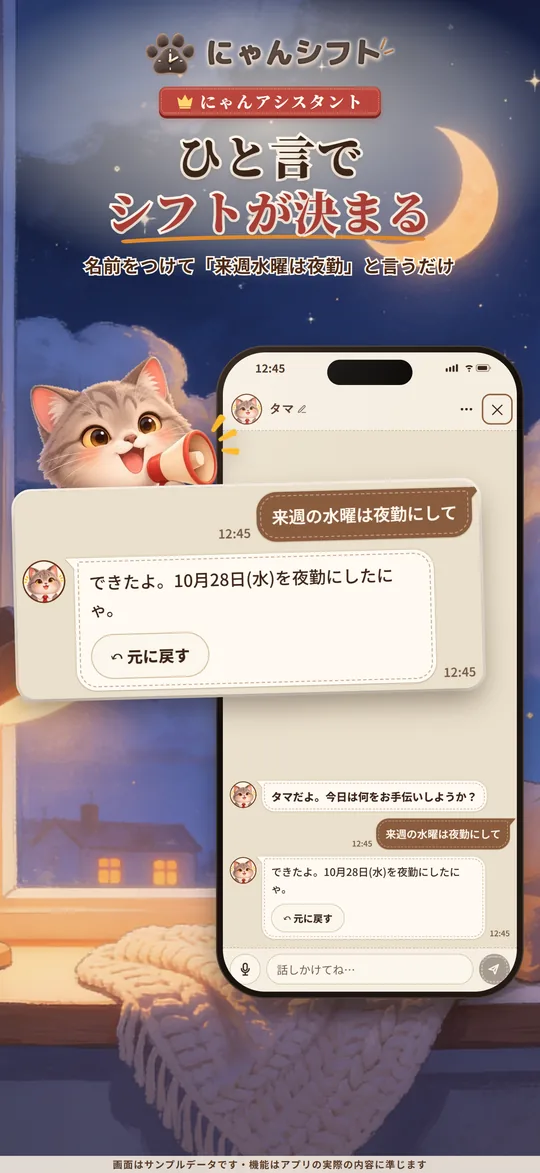 にゃんシフト
にゃんアシスタント
ひと言で
シフトが決まる
名前をつけて「来週水曜は夜勤」と言うだけ
12:45
タマ
来週の水曜は夜勤にして
12:45
できたよ。10月28日(水)を夜勤にしたに
ゃ。
元に戻す
12:45
タマだよ。今日は何をお手伝いしようか？
来週の水曜は夜勤にして
12:45
できたよ。10月28日(水)を夜勤にしたに
ゃ。
元に戻す
12:45
話しかけてね…
画面はサンプルデータです・機能はアプリの実際の内容に準じます